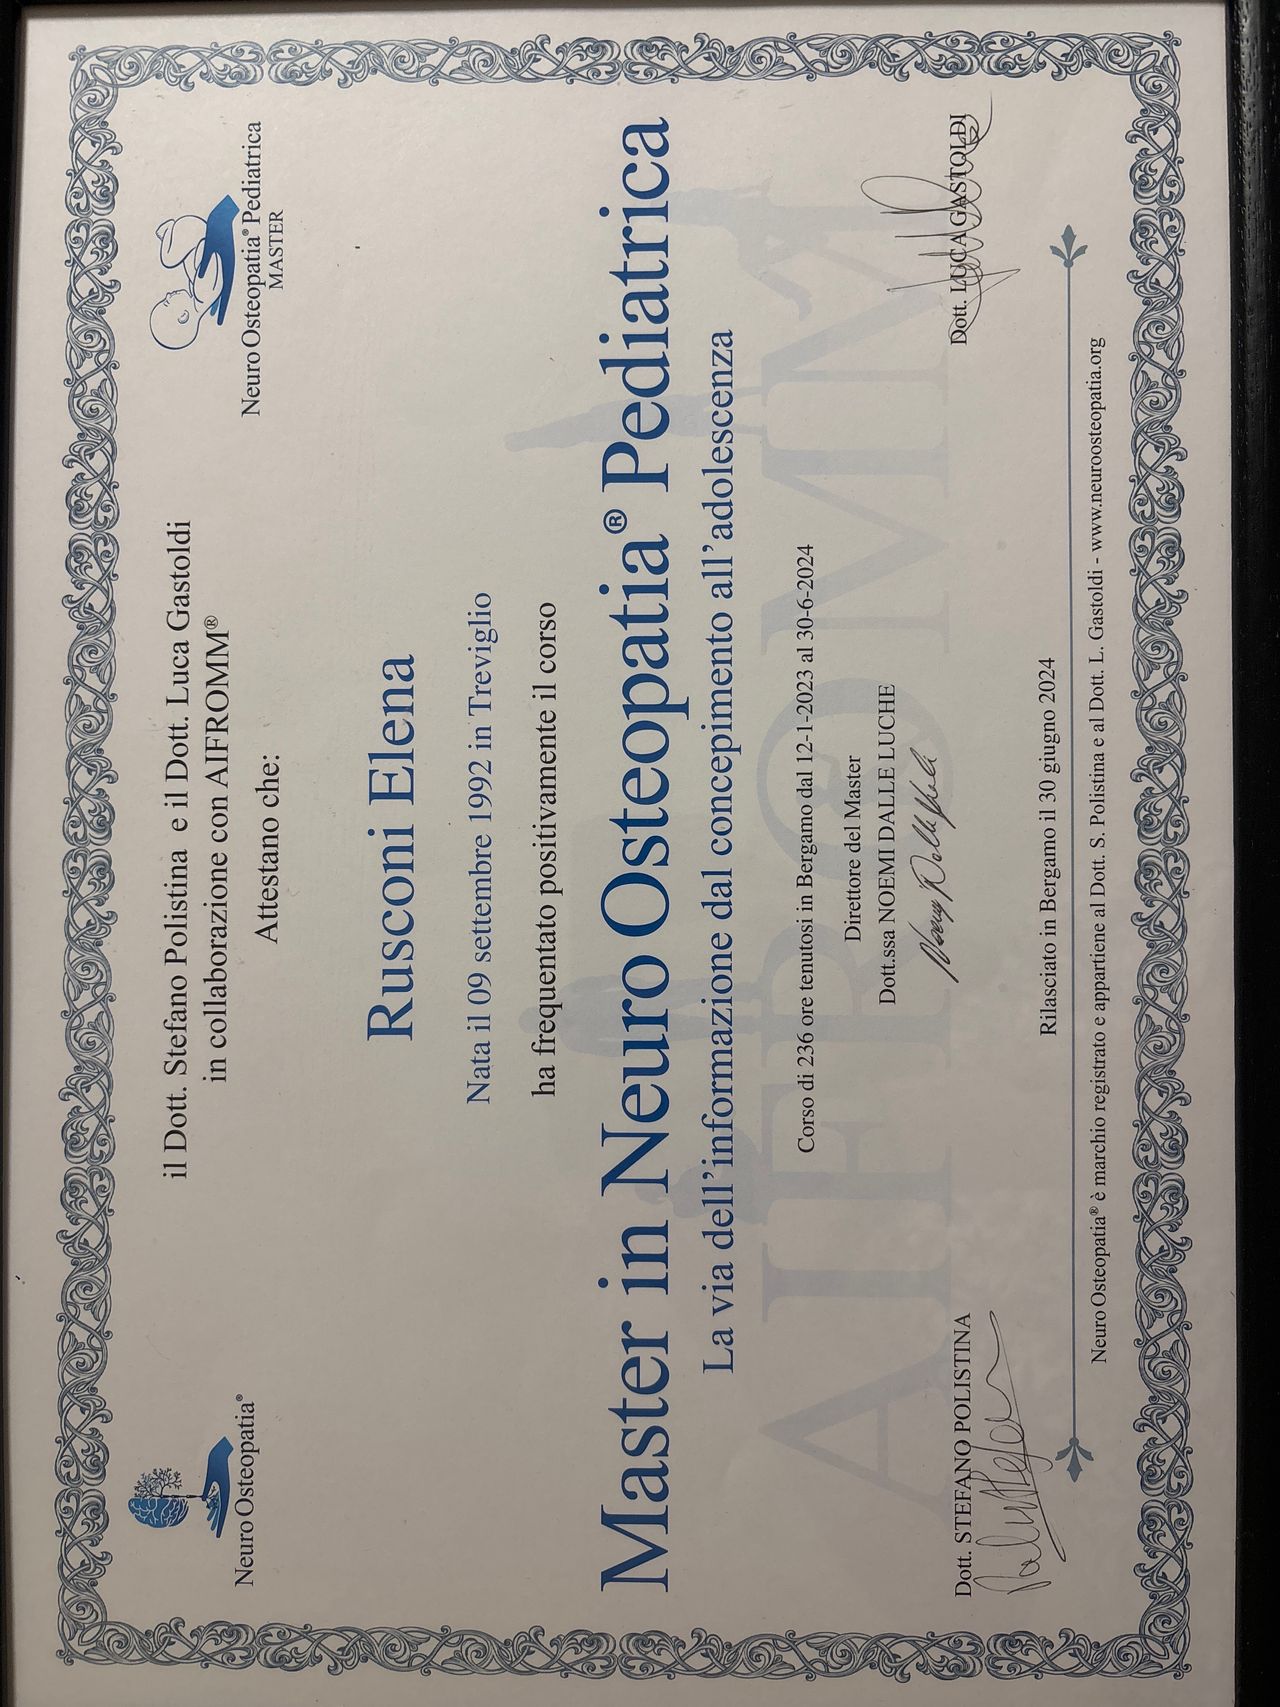 Neuro Osteopatia®
il Dott. Stefano Polistina e il Dott. Luca Gastoldi
in collaborazione con AIFROMM®
Attestano che:
Neuro Osteopatia® Pediatrica
MASTER
Rusconi Elena
Nata il 09 settembre 1992 in Treviglio
ha frequentato positivamente il corso
Master in Neuro Osteopatia® Pediatrica
La via dell'informazione dal concepimento all'adolescenza
AIFROMM
Corso di 236 ore tenutosi in Bergamo dal 12-1-2023 al 30-6-2024
Direttore del Master
Dott.ssa NOEMI DALLE LUCHE
Dott. STEFANO POLISTINA
Dott. LUCA GASTOLDI
Rilasciato in Bergamo il 30 giugno 2024
Neuro Osteopatia® è marchio registrato e appartiene al Dott. S. Polistina e al Dott. L. Gastoldi - www.neuroosteopatia.org